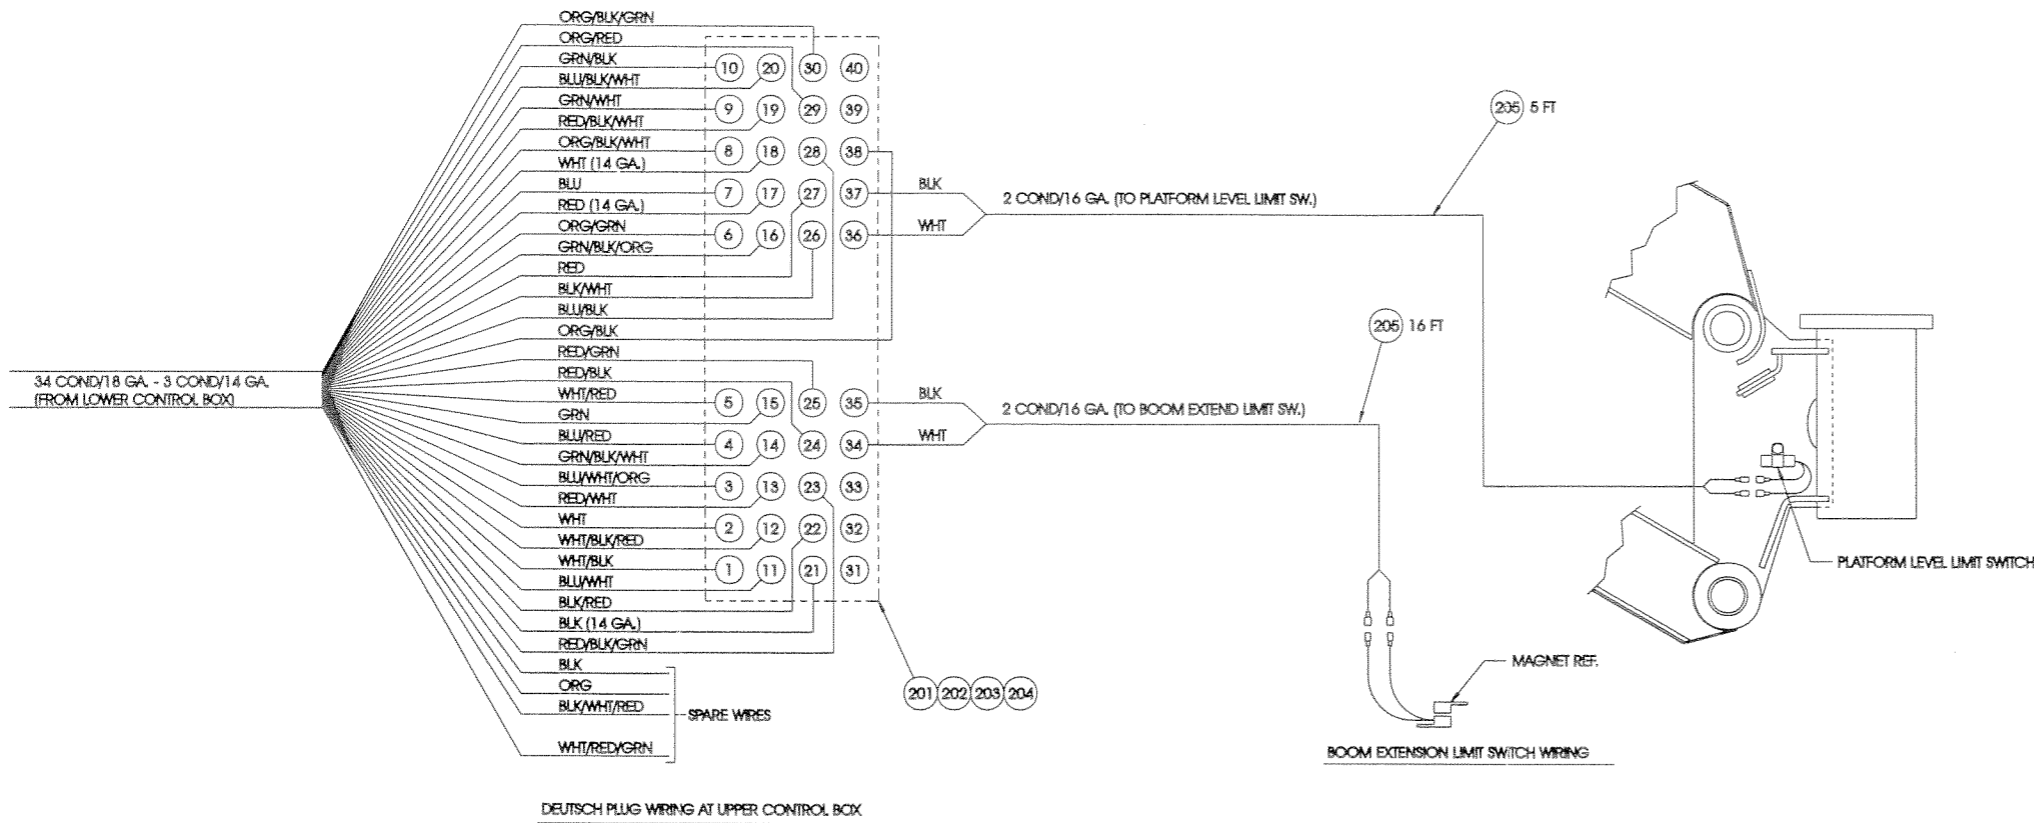 ORG/BLK/GRN
ORG/RED
GRN/BLK
BLU/BLK/WHT
GRN/WHT
RED/BLK/WHT
ORG/BLK/WHT
WHT (14 GA.)
BLU
RED (14 GA.)
ORG/GRN
GRN/BLK/ORG
RED
BLK/WHT
BLU/BLK
ORG/BLK
RED/GRN
RED/BLK
WHT/RED
GRN
BLU/RED
GRN/BLK/WHT
BLU/WHT/ORG
RED/WHT
WHT
WHT/BLK/RED
WHT/BLK
BLU/WHT
BLK/RED
BLK (14 GA.)
RED/BLK/GRN
BLK
ORG
BLK/WHT/RED
WHT/RED/GRN
SPARE WIRES
34 COND/18 GA. - 3 COND/14 GA.
(FROM LOWER CONTROL BOX)
10 20 30 40
9 19 29 39
8 18 28 38
7 17 27 37
6 16 26 36
5 15 25 35
4 14 24 34
3 13 23 33
2 12 22 32
1 11 21 31
201 202 203 204
BLK
WHT
2 COND/16 GA. (TO PLATFORM LEVEL LIMIT SW.)
205 5 FT
BLK
WHT
2 COND/16 GA. (TO BOOM EXTEND LIMIT SW.)
205 16 FT
PLATFORM LEVEL LIMIT SWITCH
MAGNET REF.
BOOM EXTENSION LIMIT SWITCH WIRING
DEUTSCH PLUG WIRING AT UPPER CONTROL BOX